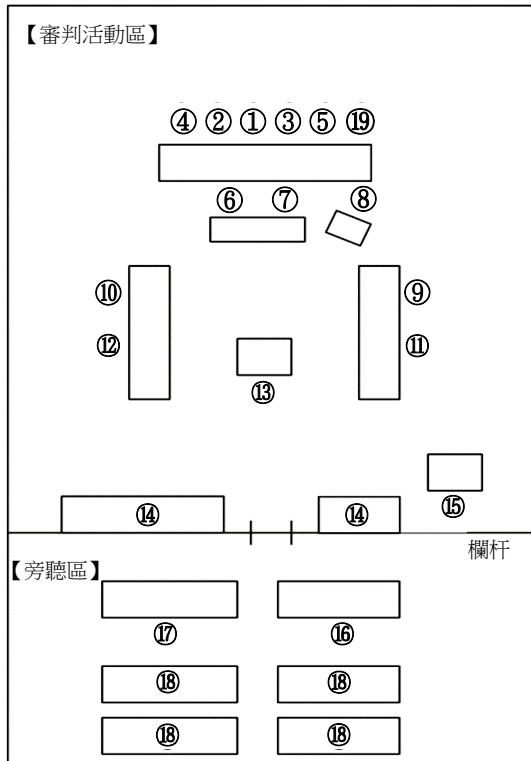 【審判活動區】
④ ② ① ③ ⑤ ⑲
⑥ ⑦ ⑧
⑩ ⑨
⑫ ⑪
⑬
⑭ ⑭ ⑮
欄杆
【旁聽區】
⑰ ⑯
⑱ ⑱
⑱ ⑱